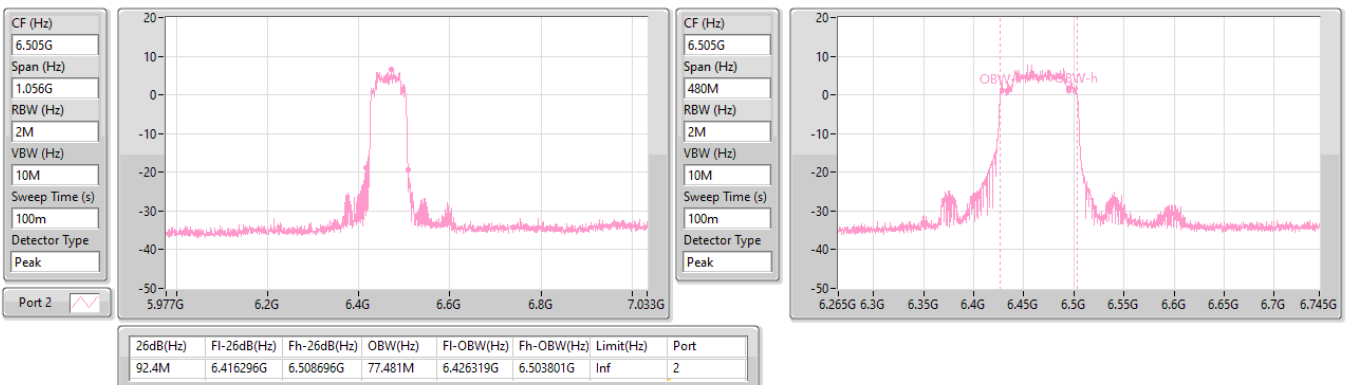 CF (Hz)
6.505G
Span (Hz)
1.056G
RBW (Hz)
2M
VBW (Hz)
10M
Sweep Time (s)
100m
Detector Type
Peak
Port 2
20
10
0
-10
-20
-30
-40
-50
5.977G 6.2G 6.4G 6.6G 6.8G 7.033G
CF (Hz)
6.505G
Span (Hz)
480M
RBW (Hz)
2M
VBW (Hz)
10M
Sweep Time (s)
100m
Detector Type
Peak
20
10
0
-10
-20
-30
-40
-50
OBW-h
6.265G 6.3G 6.35G 6.4G 6.45G 6.5G 6.55G 6.6G 6.65G 6.7G 6.745G
26dB(Hz) Fl-26dB(Hz) Fh-26dB(Hz) OBW(Hz) Fl-OBW(Hz) Fh-OBW(Hz) Limit(Hz) Port
92.4M 6.416296G 6.508696G 77.481M 6.426319G 6.503801G Inf 2